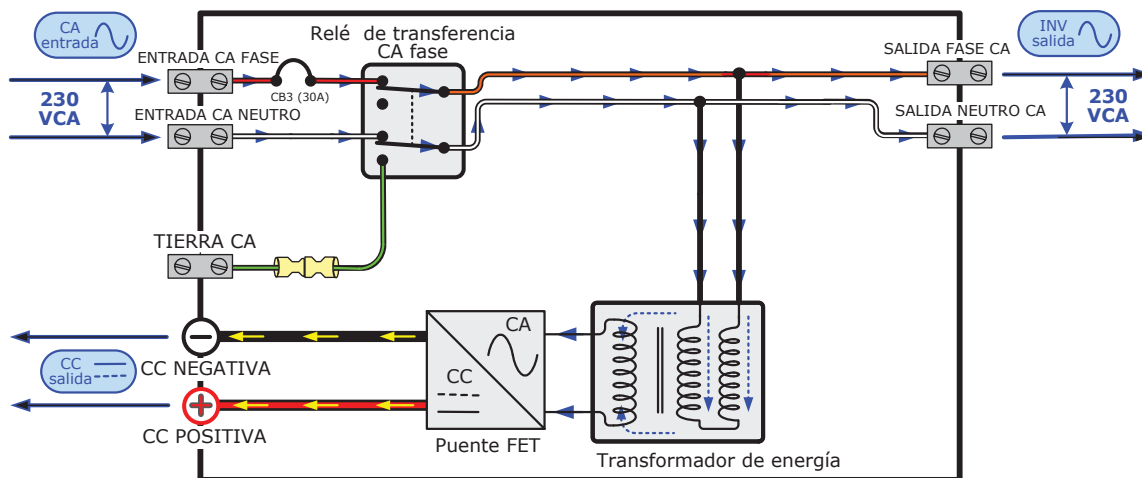 CA
entrada
ENTRADA CA FASE
Relé de transferencia
CA fase
SALIDA FASE CA
INV
salida
CB3 (30A)
230
VCA
ENTRADA CA NEUTRO
SALIDA NEUTRO CA
230
VCA
TIERRA CA
CC NEGATIVA
CC
salida
CC POSITIVA
CA
CC
Puente FET
Transformador de energía